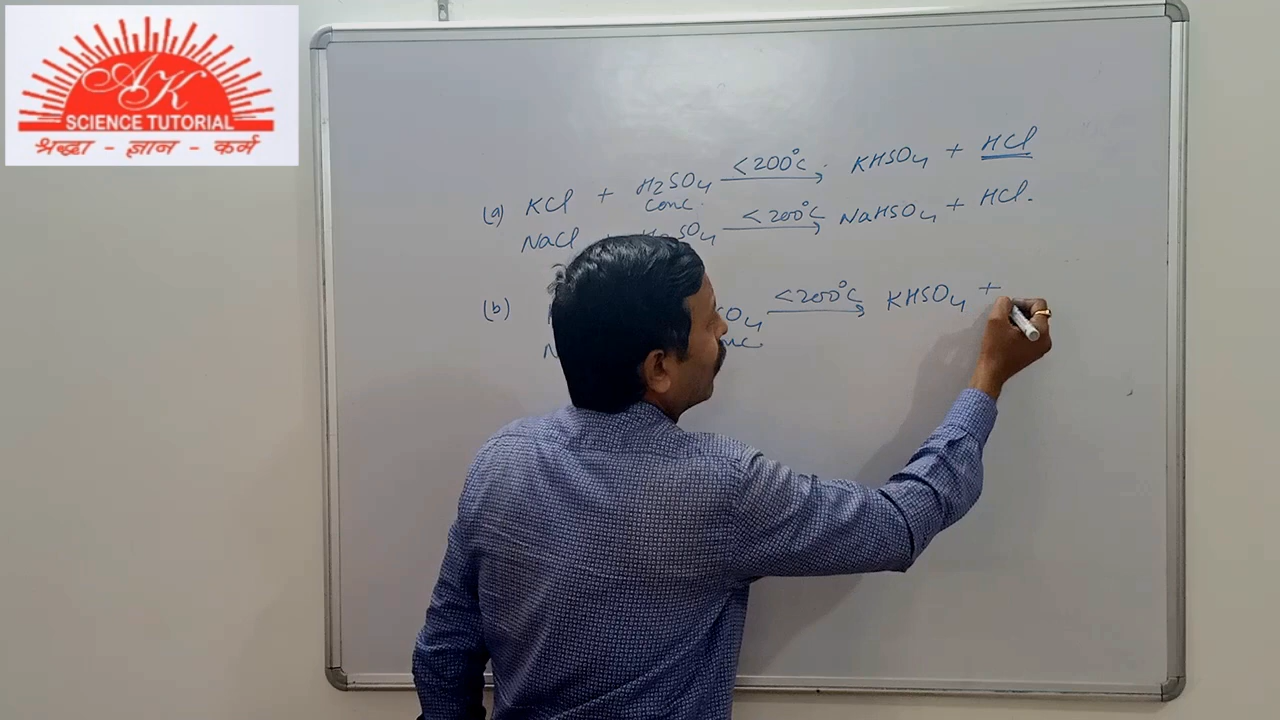 AK
SCIENCE TUTORIAL
श्रद्धा - ज्ञान - कर्म
<200°C
(a) KCl + H2SO4 → KHSO4 + HCl
conc.
<200°C
NaCl + H2SO4 → NaHSO4 + HCl.
<200°C
(b) SO4 → KHSO4 +